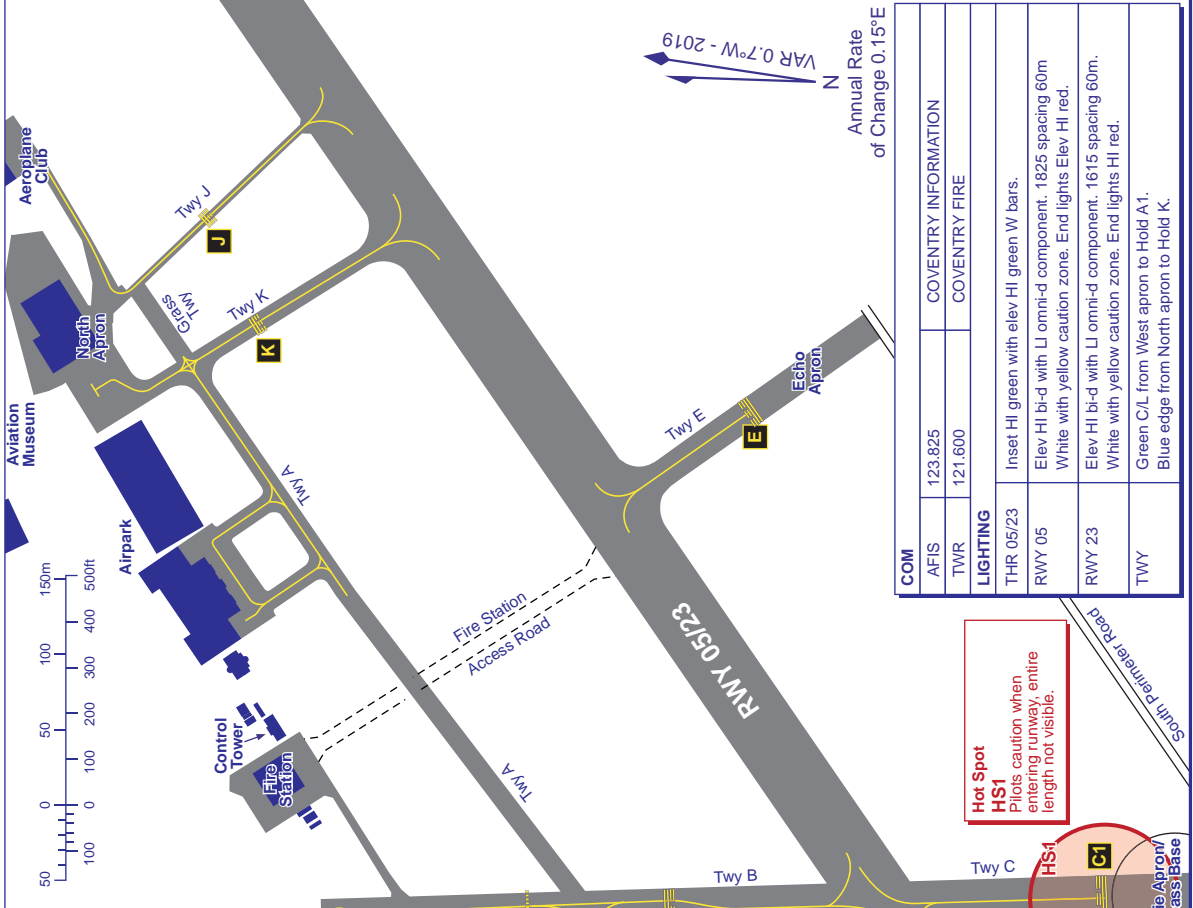 Aeroplane
Club
Aviation
Museum
North
Apron
Grass
Twy
Twy J
J
Twy K
K
Airpark
Twy A
150m
100
50
0
50
500ft
400
300
200
100
0
100
Control
Tower
Fire
Station
Fire Station
Access Road
Twy A
RWY 05/23
Twy E
E
Echo
Apron
Twy B
Twy C
HS1
C1
ie Apron/
ass Base
South Perimeter Road
VAR 0.7°W - 2019
N
Annual Rate
of Change 0.15°E
Hot Spot
HS1
Pilots caution when
entering runway, entire
length not visible.
COM
AFIS 123.825 COVENTRY INFORMATION
TWR 121.600 COVENTRY FIRE
LIGHTING
THR 05/23 Inset HI green with elev HI green W bars.
RWY 05 Elev HI bi-d with LI omni-d component. 1825 spacing 60m
White with yellow caution zone. End lights Elev HI red.
RWY 23 Elev HI bi-d with LI omni-d component. 1615 spacing 60m.
White with yellow caution zone. End lights HI red.
TWY Green C/L from West apron to Hold A1.
Blue edge from North apron to Hold K.